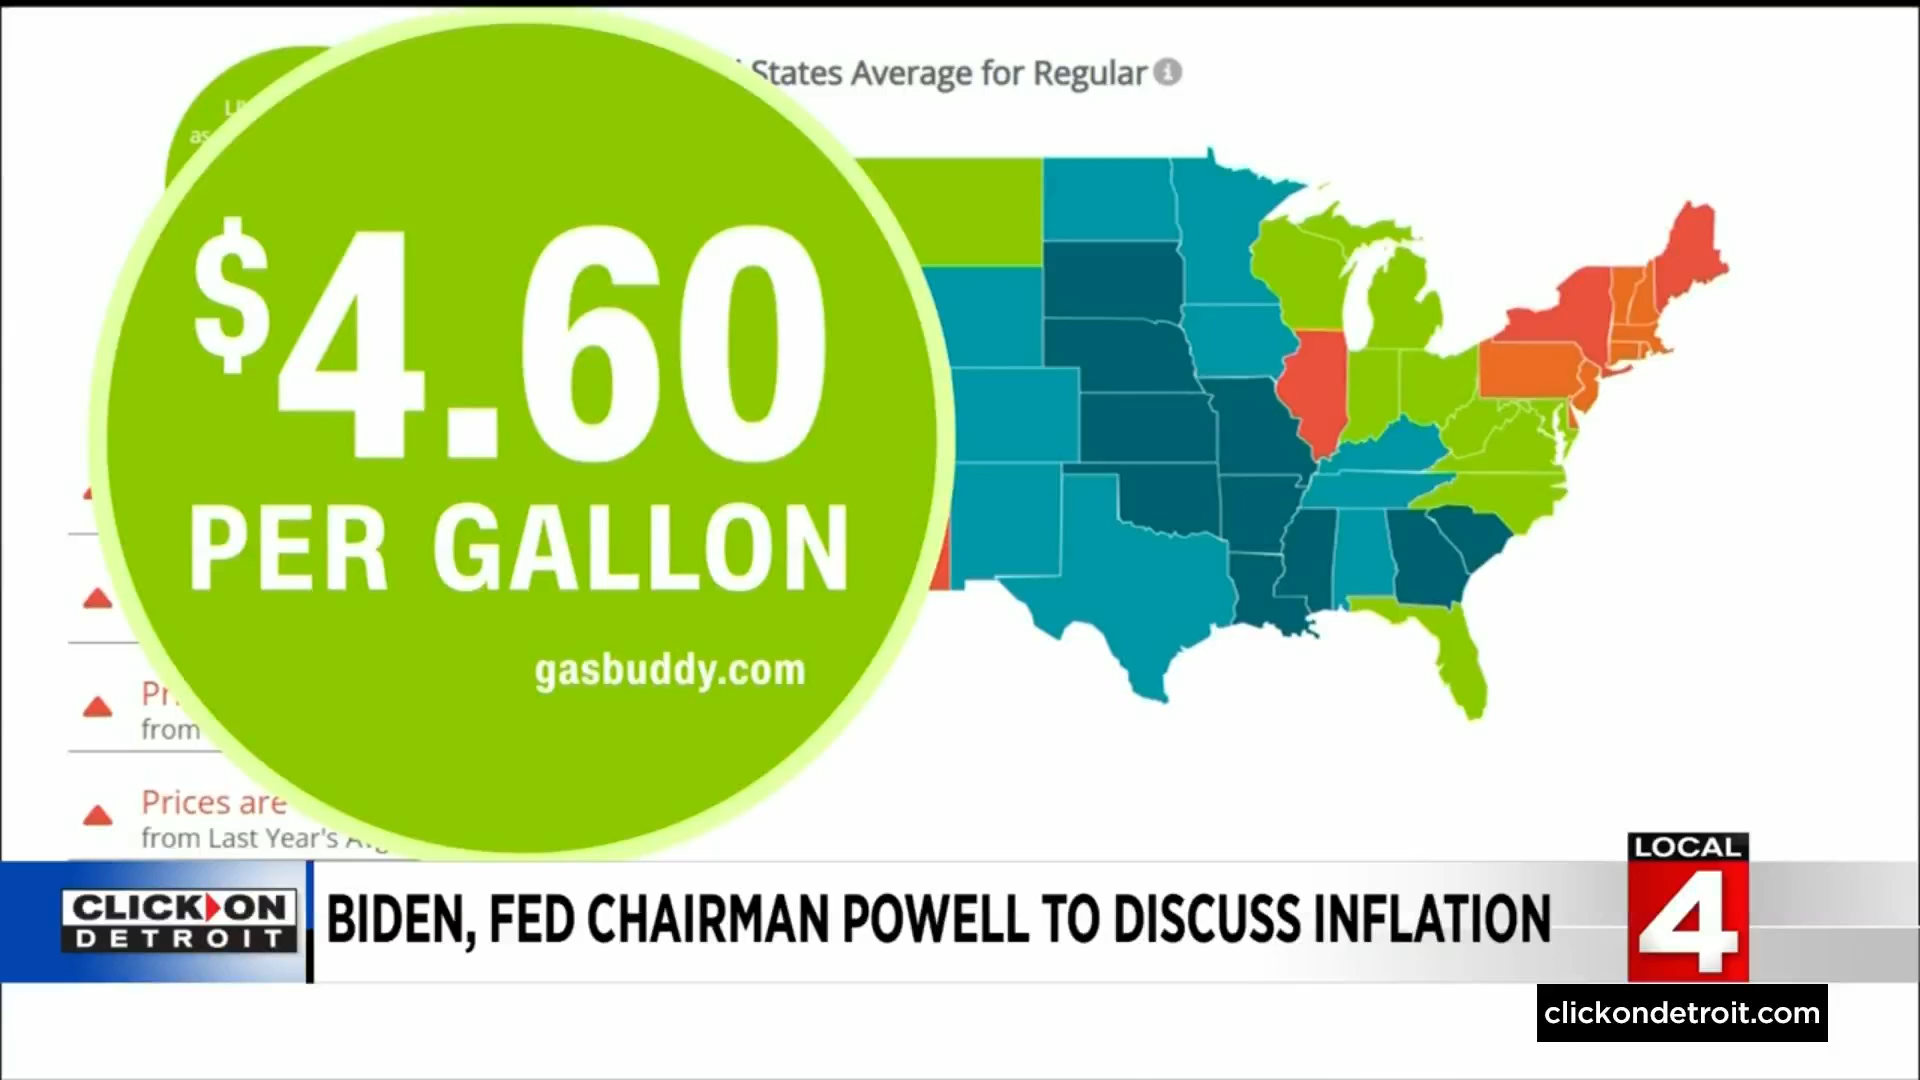 States Average for Regular
$4.60
PER GALLON
gasbuddy.com
from
Prices are
from Last Year's
CLICK ON
DETROIT
BIDEN, FED CHAIRMAN POWELL TO DISCUSS INFLATION
LOCAL
4
clickondetroit.com